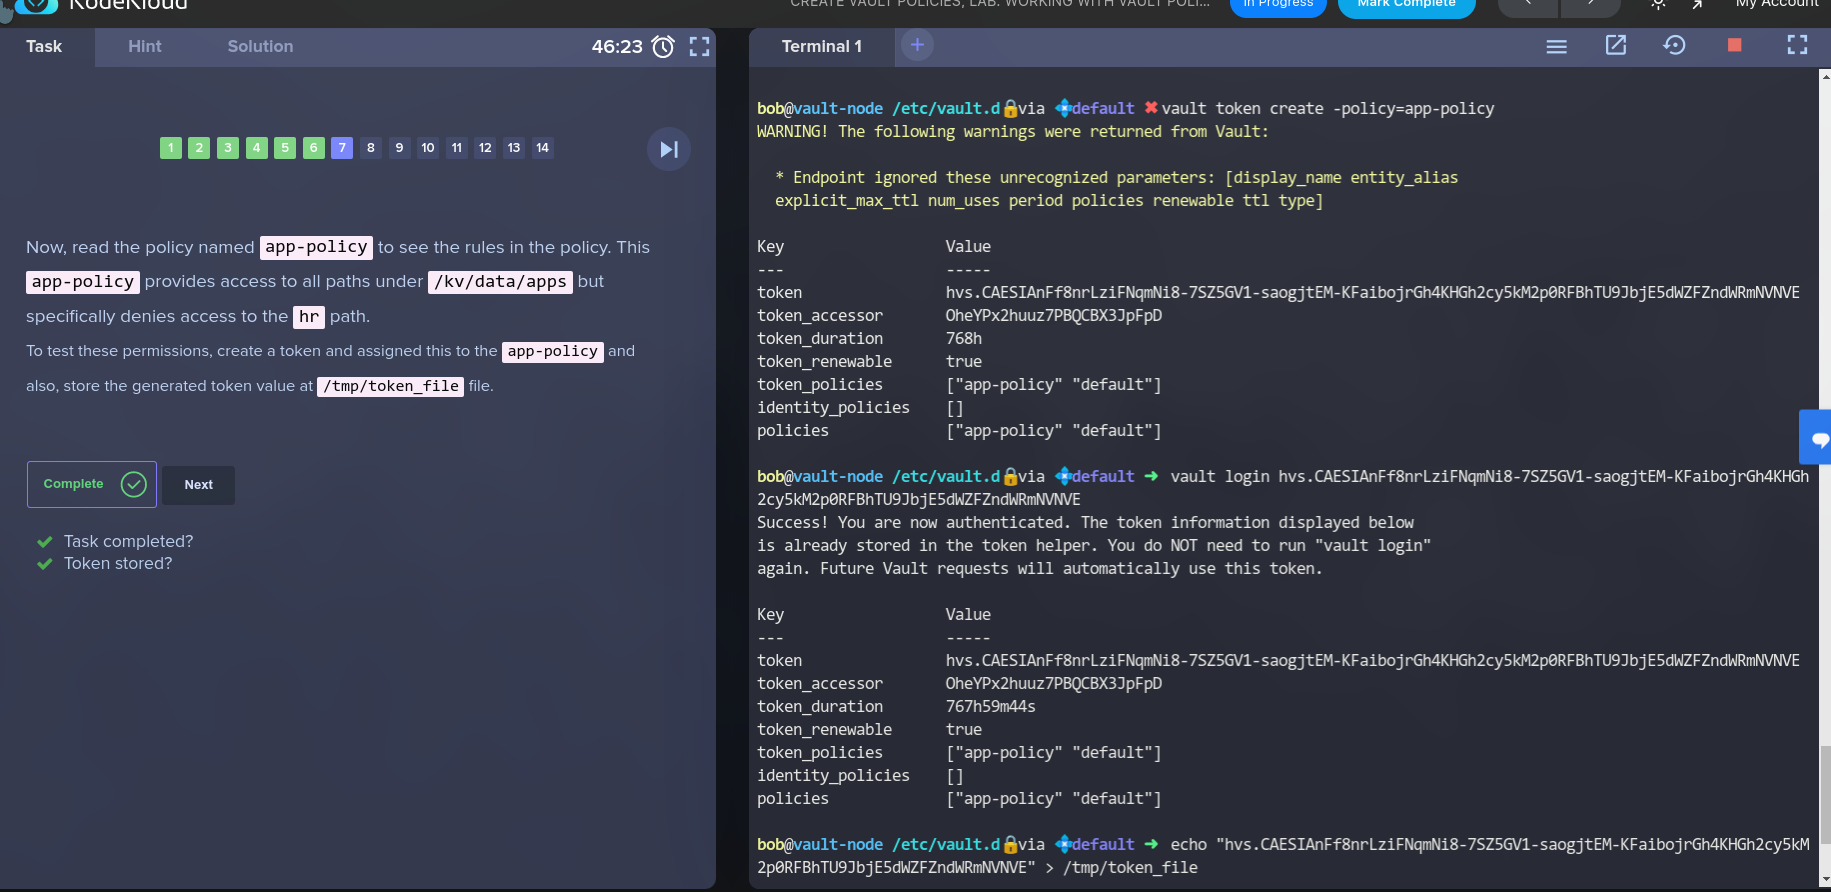 KodeKloud
CREATE VAULT POLICIES, LAB: WORKING WITH VAULT POLI...
In Progress
Mark Complete
My Account
Task
Hint
Solution
46:23
1 2 3 4 5 6 7 8 9 10 11 12 13 14
Now, read the policy named app-policy to see the rules in the policy. This
app-policy provides access to all paths under /kv/data/apps but
specifically denies access to the hr path.
To test these permissions, create a token and assigned this to the app-policy and
also, store the generated token value at /tmp/token_file file.
Complete
Next
Task completed?
Token stored?
Terminal 1
+
bob@vault-node /etc/vault.d🔒via 💠default ✖ vault token create -policy=app-policy
WARNING! The following warnings were returned from Vault:
* Endpoint ignored these unrecognized parameters: [display_name entity_alias
explicit_max_ttl num_uses period policies renewable ttl type]
Key Value
--- -----
token hvs.CAESIAnFf8nrLziFNqmNi8-7SZ5GV1-saogjtEM-KFaibojrGh4KHGh2cy5kM2p0RFBhTU9JbjE5dWZFZndWRmNVNVE
token_accessor OheYPx2huuz7PBQCBX3JpFpD
token_duration 768h
token_renewable true
token_policies ["app-policy" "default"]
identity_policies []
policies ["app-policy" "default"]
bob@vault-node /etc/vault.d🔒via 💠default ➜ vault login hvs.CAESIAnFf8nrLziFNqmNi8-7SZ5GV1-saogjtEM-KFaibojrGh4KHGh
2cy5kM2p0RFBhTU9JbjE5dWZFZndWRmNVNVE
Success! You are now authenticated. The token information displayed below
is already stored in the token helper. You do NOT need to run "vault login"
again. Future Vault requests will automatically use this token.
Key Value
--- -----
token hvs.CAESIAnFf8nrLziFNqmNi8-7SZ5GV1-saogjtEM-KFaibojrGh4KHGh2cy5kM2p0RFBhTU9JbjE5dWZFZndWRmNVNVE
token_accessor OheYPx2huuz7PBQCBX3JpFpD
token_duration 767h59m44s
token_renewable true
token_policies ["app-policy" "default"]
identity_policies []
policies ["app-policy" "default"]
bob@vault-node /etc/vault.d🔒via 💠default ➜ echo "hvs.CAESIAnFf8nrLziFNqmNi8-7SZ5GV1-saogjtEM-KFaibojrGh4KHGh2cy5kM
2p0RFBhTU9JbjE5dWZFZndWRmNVNVE" > /tmp/token_file